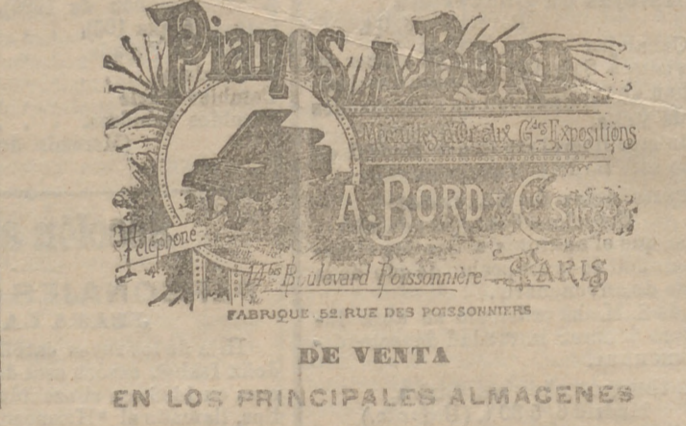 Pianos A. BORD
Médailles d'Or aux Gdes Expositions
A. BORD & Cie Succrs
Téléphone
14bis Boulevard Poissonnière PARIS
FABRIQUE 52. RUE DES POISSONNIERS
DE VENTA
EN LOS PRINCIPALES ALMACENES